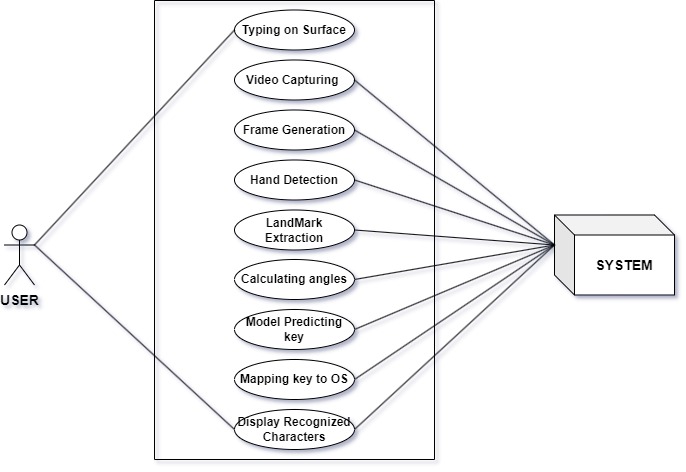 Typing on Surface
Video Capturing
Frame Generation
Hand Detection
LandMark
Extraction
Calculating angles
Model Predicting
key
Mapping key to OS
Display Recognized
Characters
USER
SYSTEM